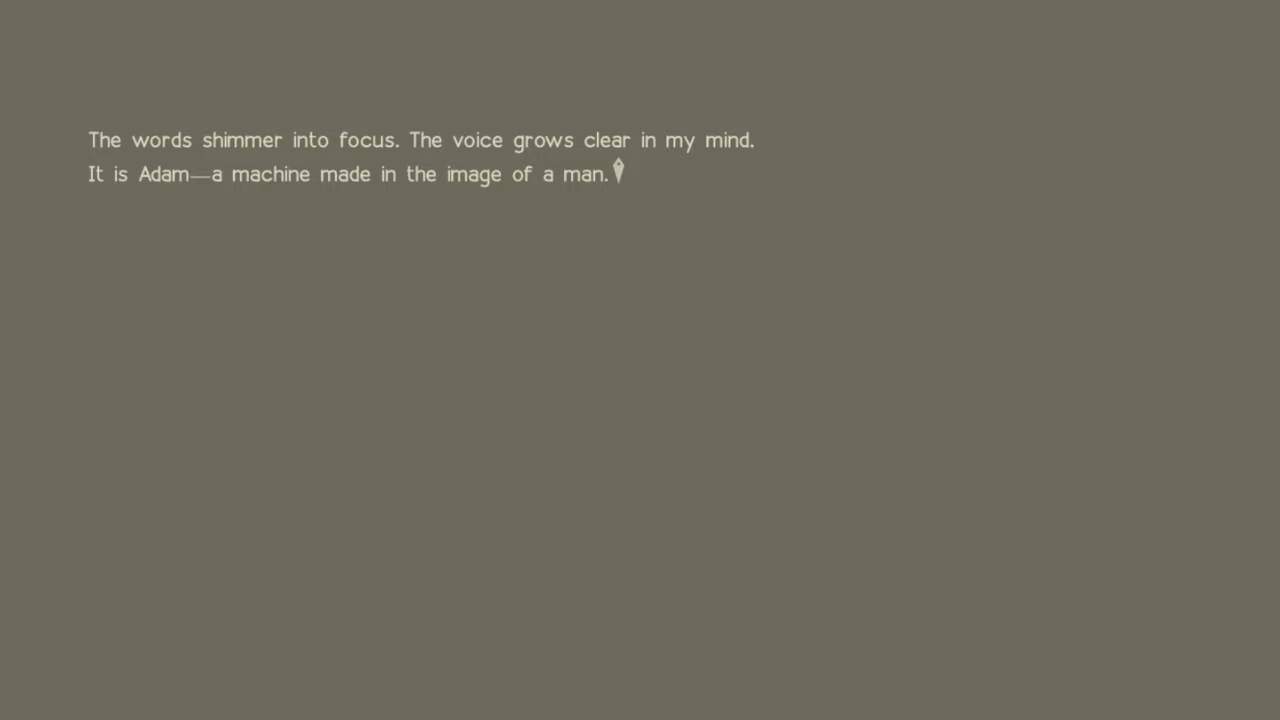 The words shimmer into focus. The voice grows clear in my mind.
It is Adam—a machine made in the image of a man.